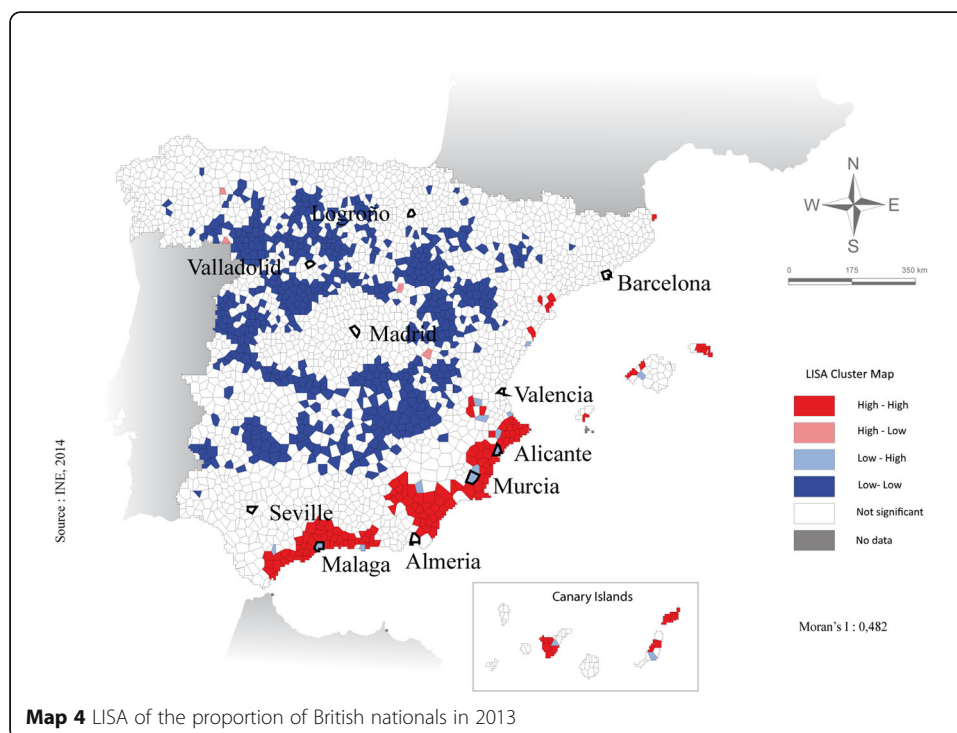 N
W E
S
0 175 350 km
Logroño
Valladolid
Barcelona
Madrid
Valencia
Alicante
Murcia
Seville
Malaga
Almeria
LISA Cluster Map
High - High
High - Low
Low - High
Low- Low
Not significant
No data
Source : INE, 2014
Canary Islands
Moran's I : 0,482
Map 4 LISA of the proportion of British nationals in 2013